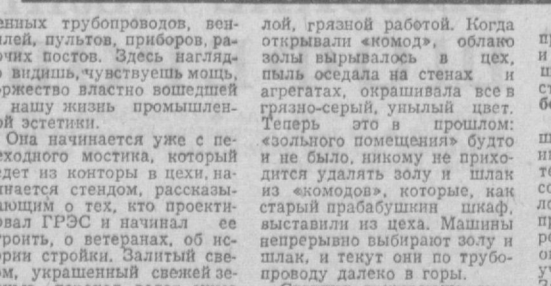 енных трубопроводов, вен-
лей, пультов, приборов, ра-
очих постов. Здесь нагляд-
о видишь, чувствуешь мощь,
оржество властно вошедшей
нашу жизнь промышлен-
ой эстетики.
Она начинается уже с пе-
еходного мостика, который
едет из конторы в цехи, на-
инается стендом, рассказы-
ающим о тех, кто проекти-
овал ГРЭС и начинал ее
роить, о ветеранах, об ис-
ории стройки. Залитый све-
ом, украшенный свежей зе-
лой, грязной работой. Когда
открывали «комод», облако
золы вырывалось в цех,
пыль оседала на стенах и
агрегатах, окрашивала все в
грязно-серый, унылый цвет.
Теперь это в прошлом:
«зольного помещения» будто
и не было, никому не прихо-
дится удалять золу и шлак
из «комодов», которые, как
старый прабабушкин шкаф,
выставили из цеха. Машины
непрерывно выбирают золу и
шлак, и текут они по трубо-
проводу далеко в горы.